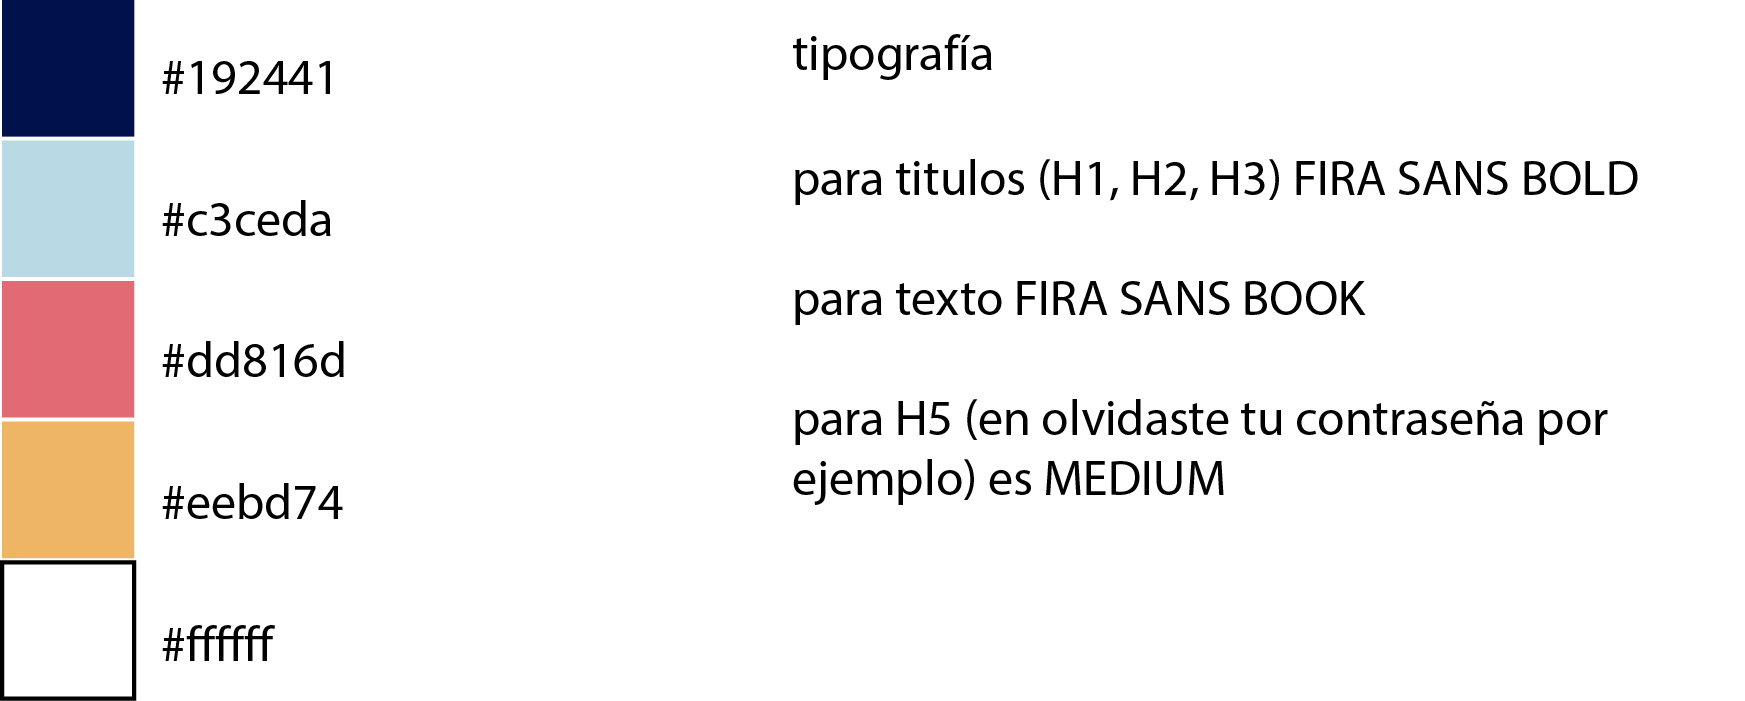 #192441
#c3ceda
#dd816d
#eebd74
#ffffff
tipografía
para titulos (H1, H2, H3) FIRA SANS BOLD
para texto FIRA SANS BOOK
para H5 (en olvidaste tu contraseña por
ejemplo) es MEDIUM